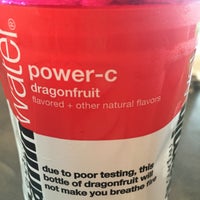 power-c
dragonfruit
flavored + other natural flavors
water
due to poor testing, this
bottle of dragonfruit will
not make you breathe fire